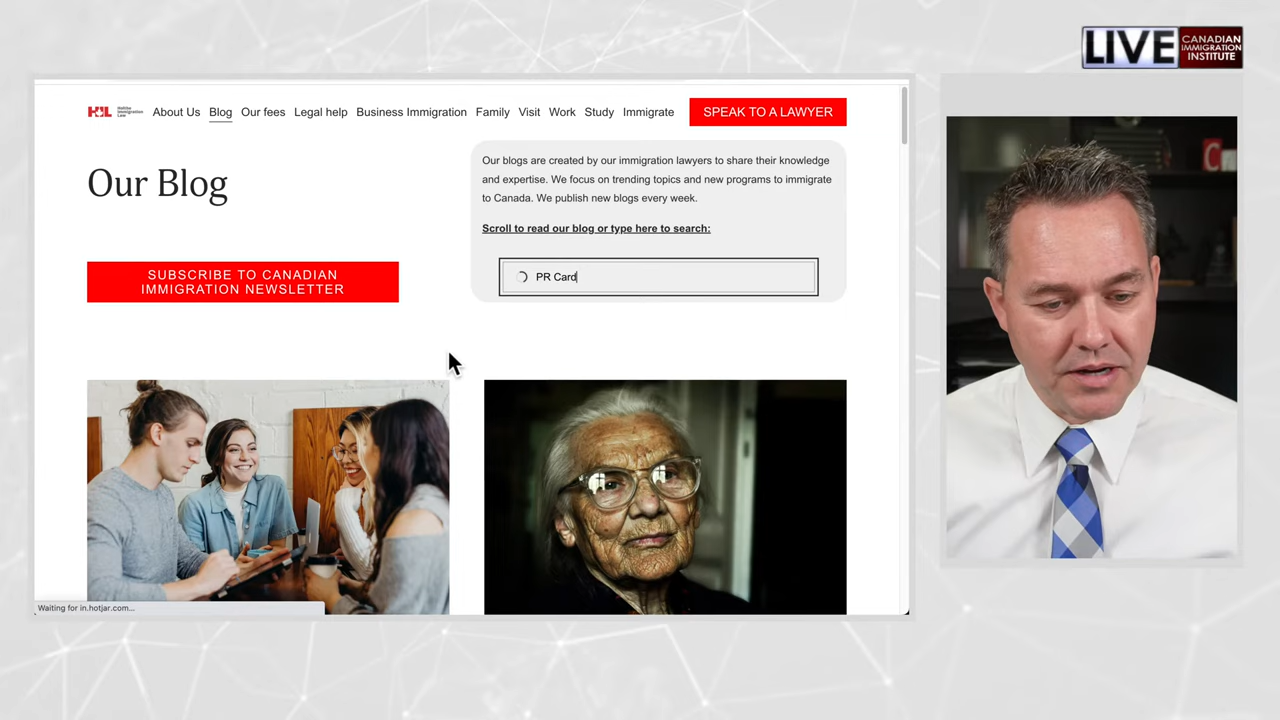 LIVE
CANADIAN
IMMIGRATION
INSTITUTE
Holthe
Immigration
Law
About Us Blog Our fees Legal help Business Immigration Family Visit Work Study Immigrate SPEAK TO A LAWYER
Our Blog
Our blogs are created by our immigration lawyers to share their knowledge
and expertise. We focus on trending topics and new programs to immigrate
to Canada. We publish new blogs every week.
Scroll to read our blog or type here to search:
PR Card
SUBSCRIBE TO CANADIAN
IMMIGRATION NEWSLETTER
Waiting for in.hotjar.com...